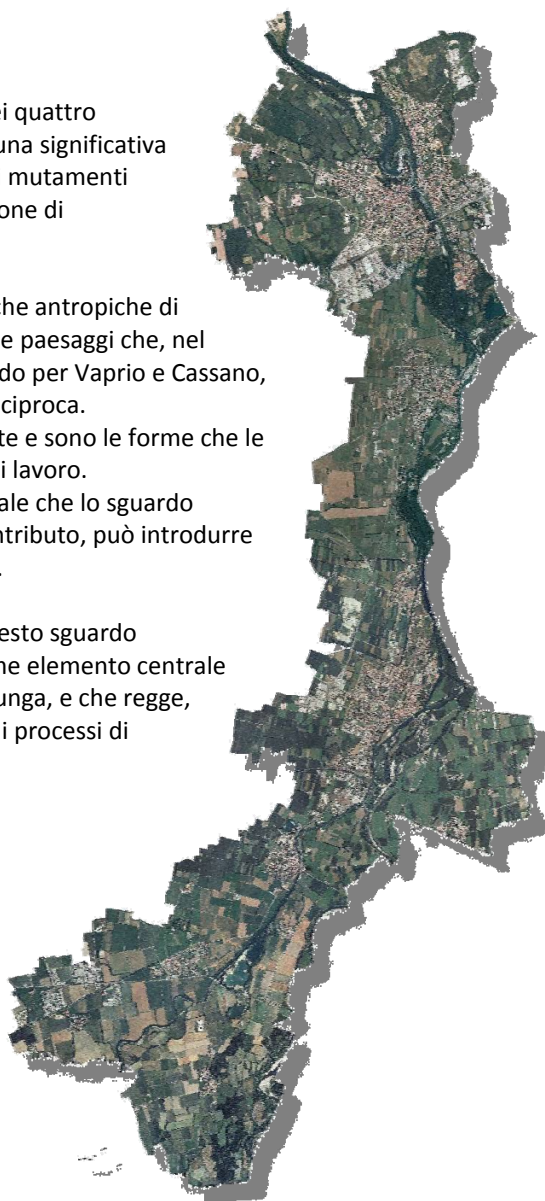 ei quattro
una significativa
i mutamenti
one di
che antropiche di
e paesaggi che, nel
do per Vaprio e Cassano,
ciproca.
te e sono le forme che le
i lavoro.
ale che lo sguardo
ntributo, può introdurre
.
esto sguardo
ne elemento centrale
unga, e che regge,
i processi di